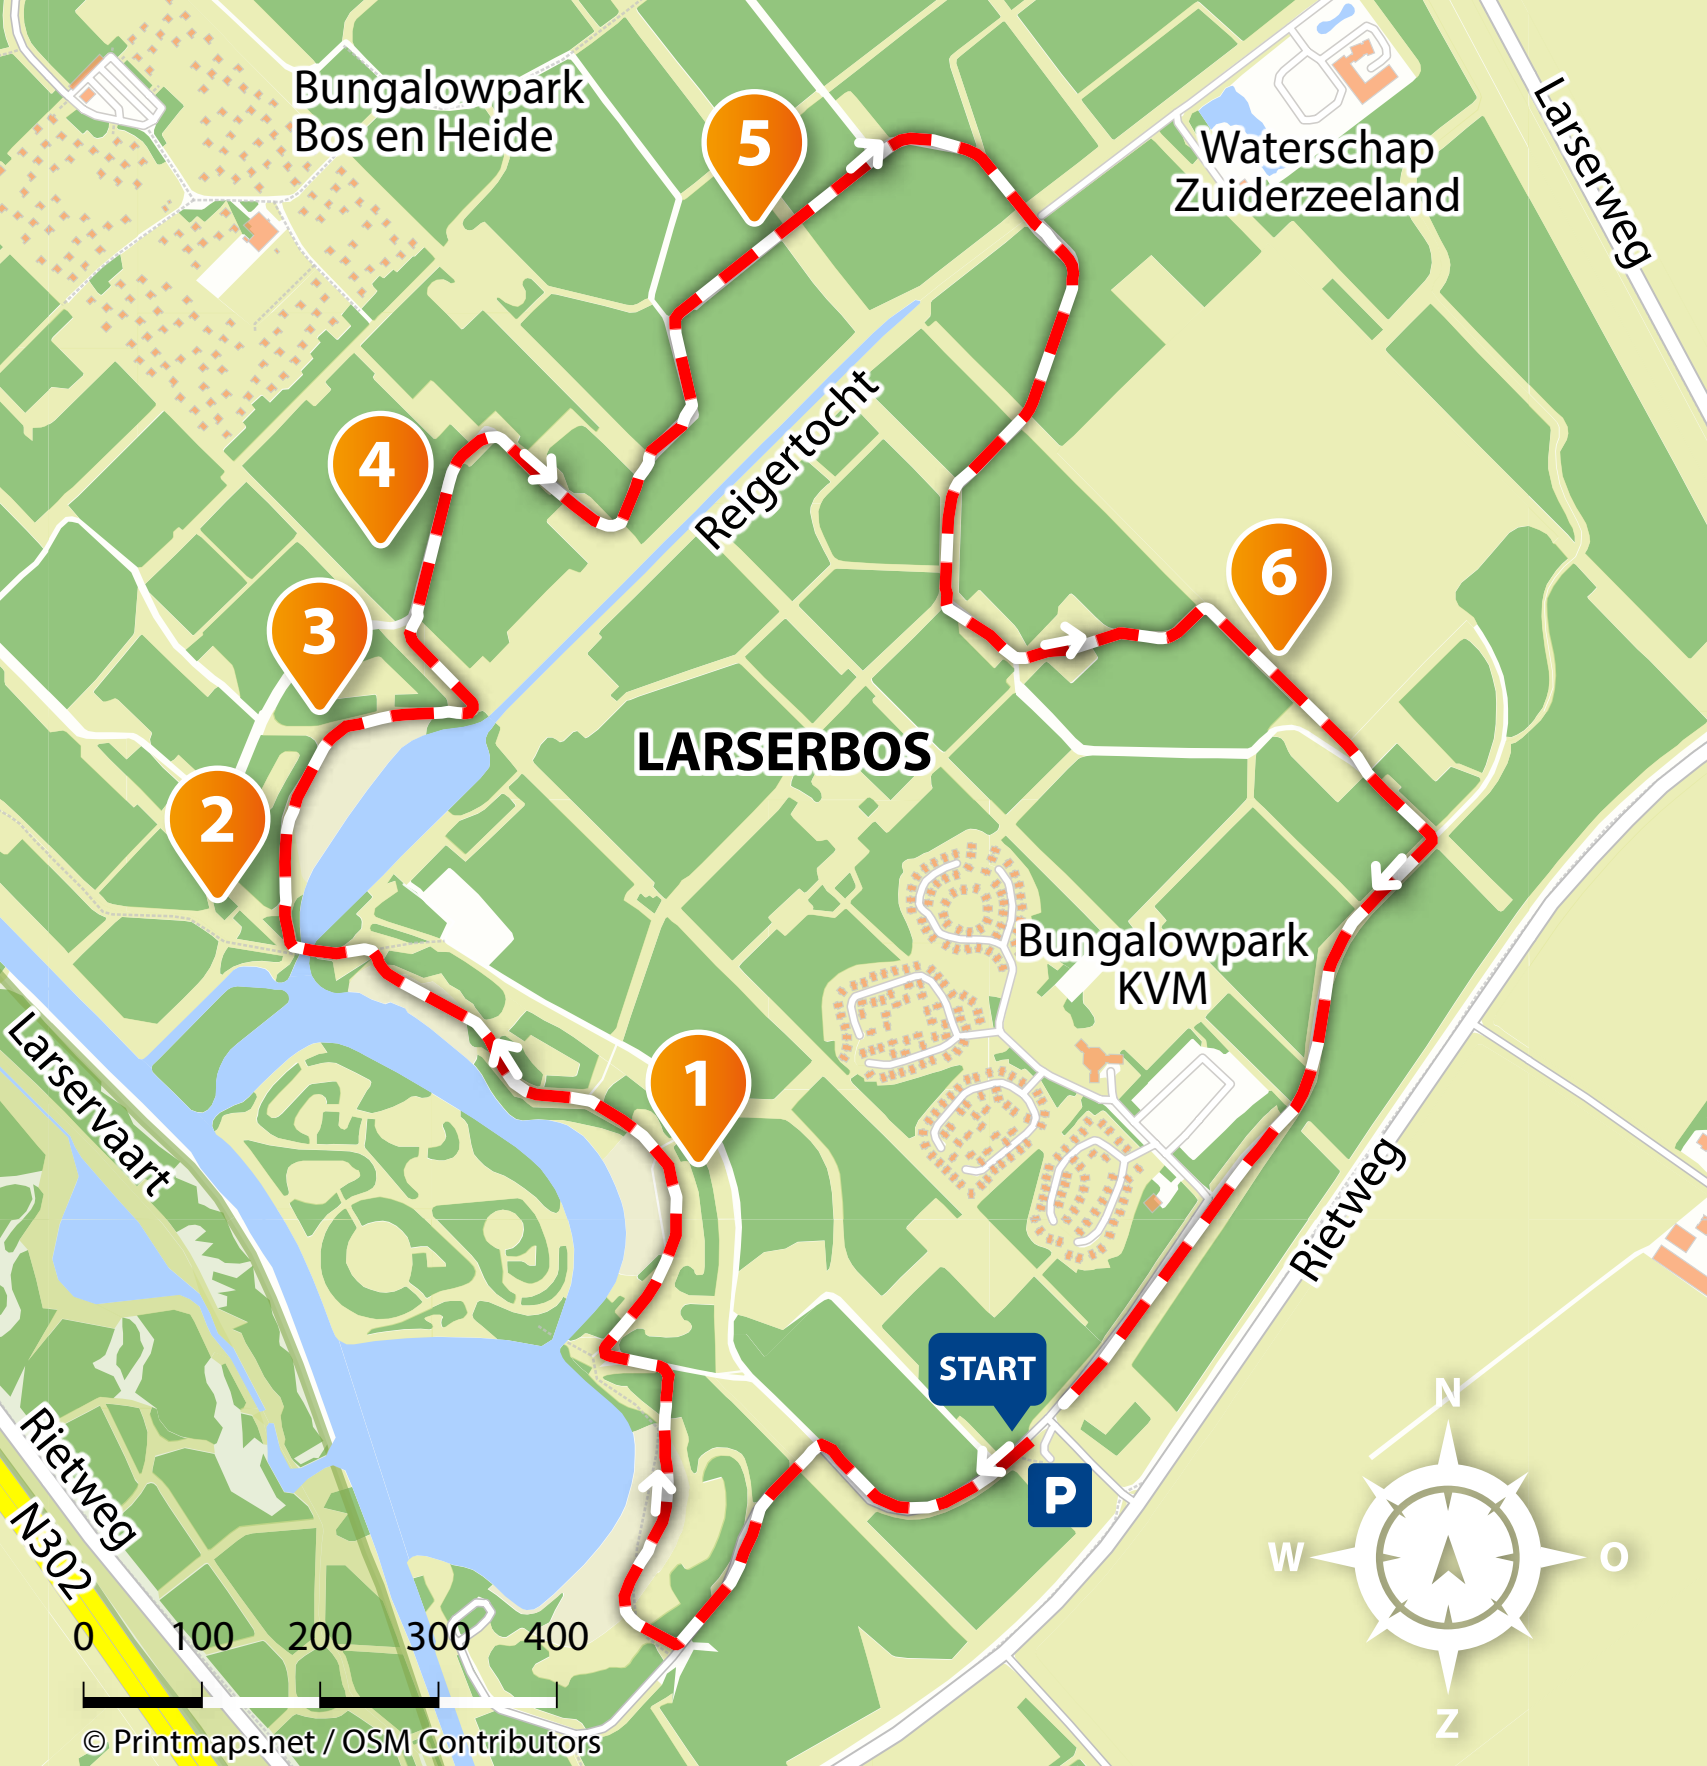 Bungalowpark
Bos en Heide
5
Larserweg
Waterschap
Zuiderzeeland
Reigertocht
4
6
3
LARSERBOS
2
Bungalowpark
KVM
Larservaart
1
Rietweg
START
P
N
W
O
Z
Rietweg
N302
0 100 200 300 400
© Printmaps.net / OSM Contributors